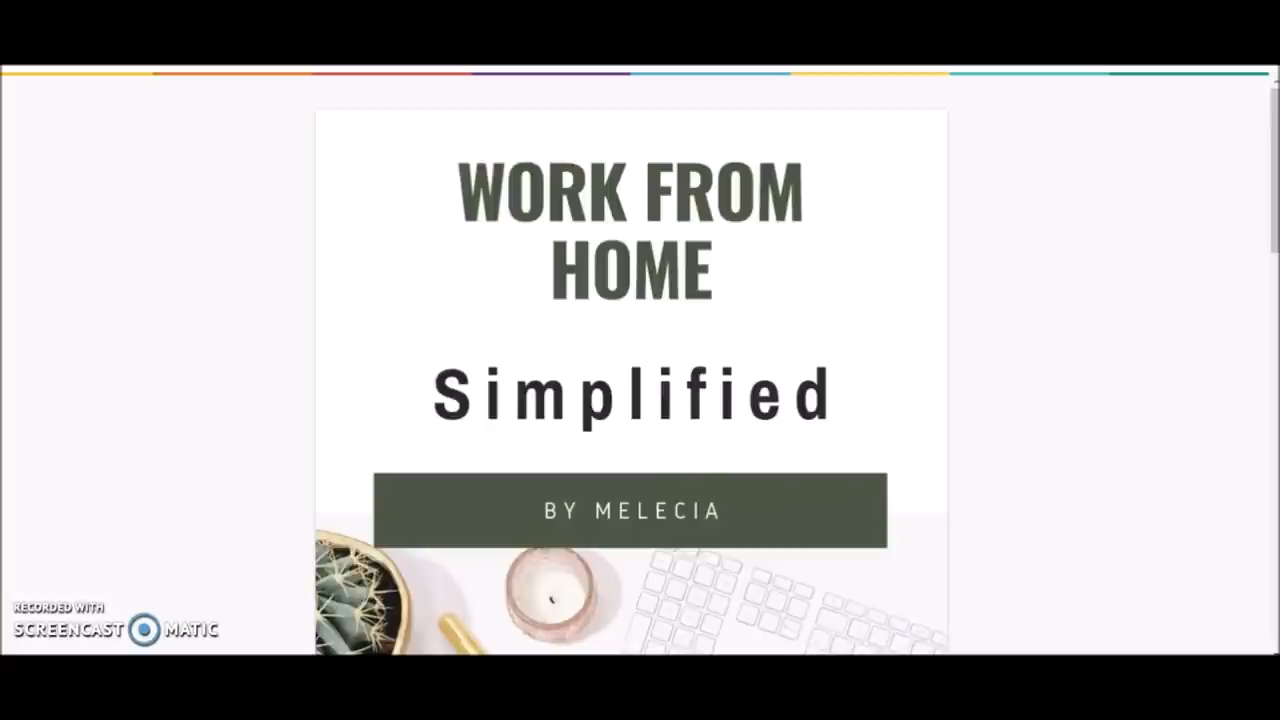 WORK FROM
HOME
Simplified
BY MELECIA
RECORDED WITH
SCREENCAST MATIC